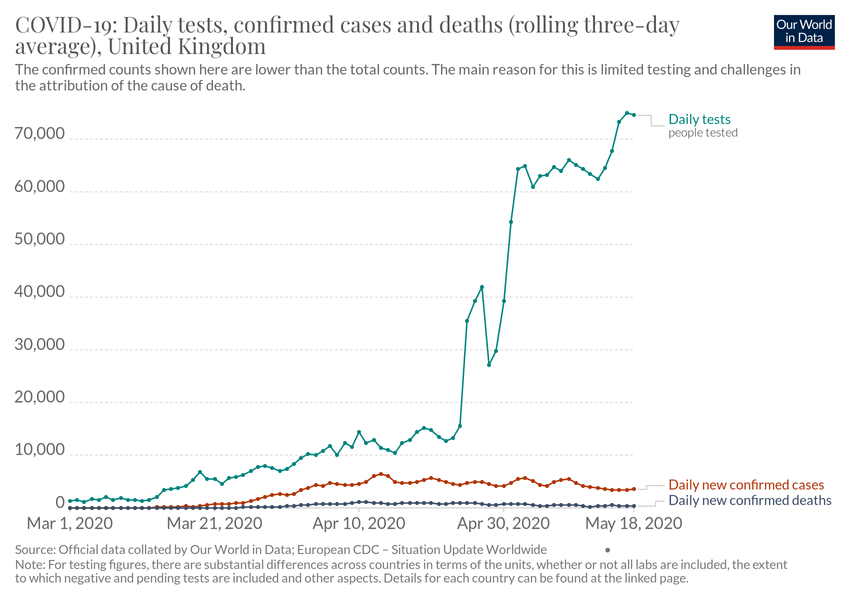 COVID-19: Daily tests, confirmed cases and deaths (rolling three-day
average), United Kingdom
Our World
in Data
The confirmed counts shown here are lower than the total counts. The main reason for this is limited testing and challenges in
the attribution of the cause of death.
Daily tests
people tested
70,000
60,000
50,000
40,000
30,000
20,000
10,000
0
Daily new confirmed cases
Daily new confirmed deaths
Mar 1, 2020 Mar 21, 2020 Apr 10, 2020 Apr 30, 2020 May 18, 2020
Source: Official data collated by Our World in Data; European CDC – Situation Update Worldwide •
Note: For testing figures, there are substantial differences across countries in terms of the units, whether or not all labs are included, the extent
to which negative and pending tests are included and other aspects. Details for each country can be found at the linked page.